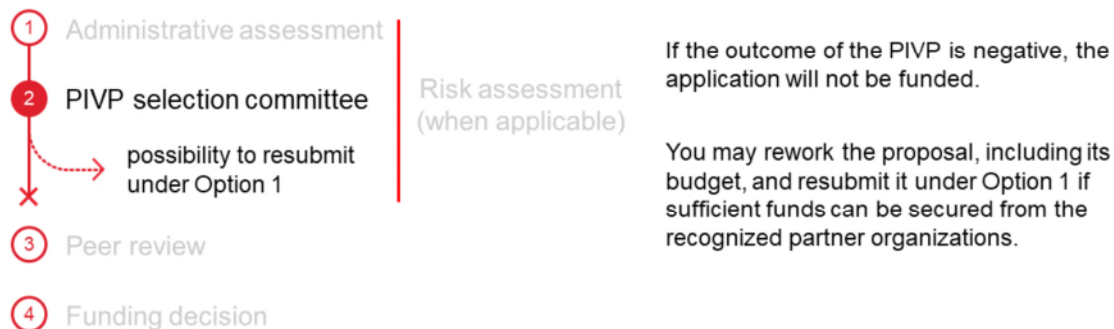 1 Administrative assessment
2 PIVP selection committee
possibility to resubmit
under Option 1
3 Peer review
4 Funding decision
Risk assessment
(when applicable)
If the outcome of the PIVP is negative, the
application will not be funded.
You may rework the proposal, including its
budget, and resubmit it under Option 1 if
sufficient funds can be secured from the
recognized partner organizations.